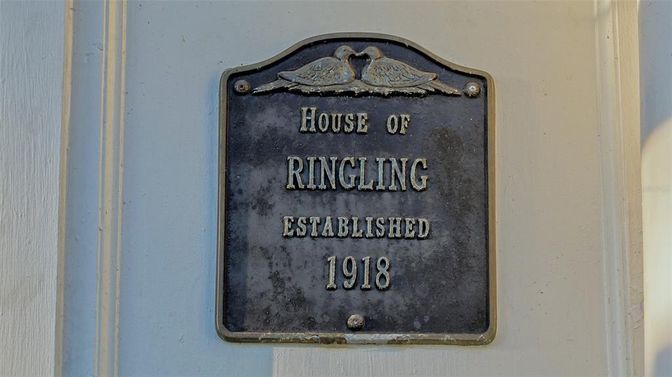 House of
RINGLING
ESTABLISHED
1918